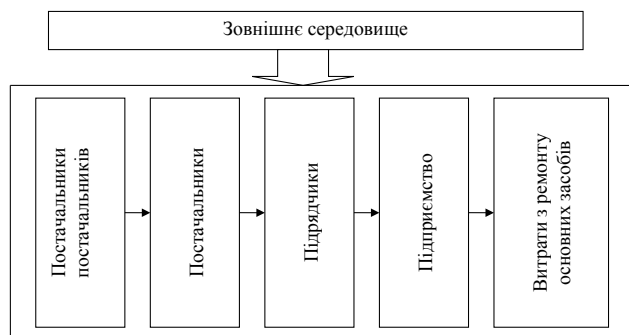 Зовнішнє середовище
Постачальники
постачальників
Постачальники
Підрядчики
Підприємство
Витрати з ремонту
основних засобів